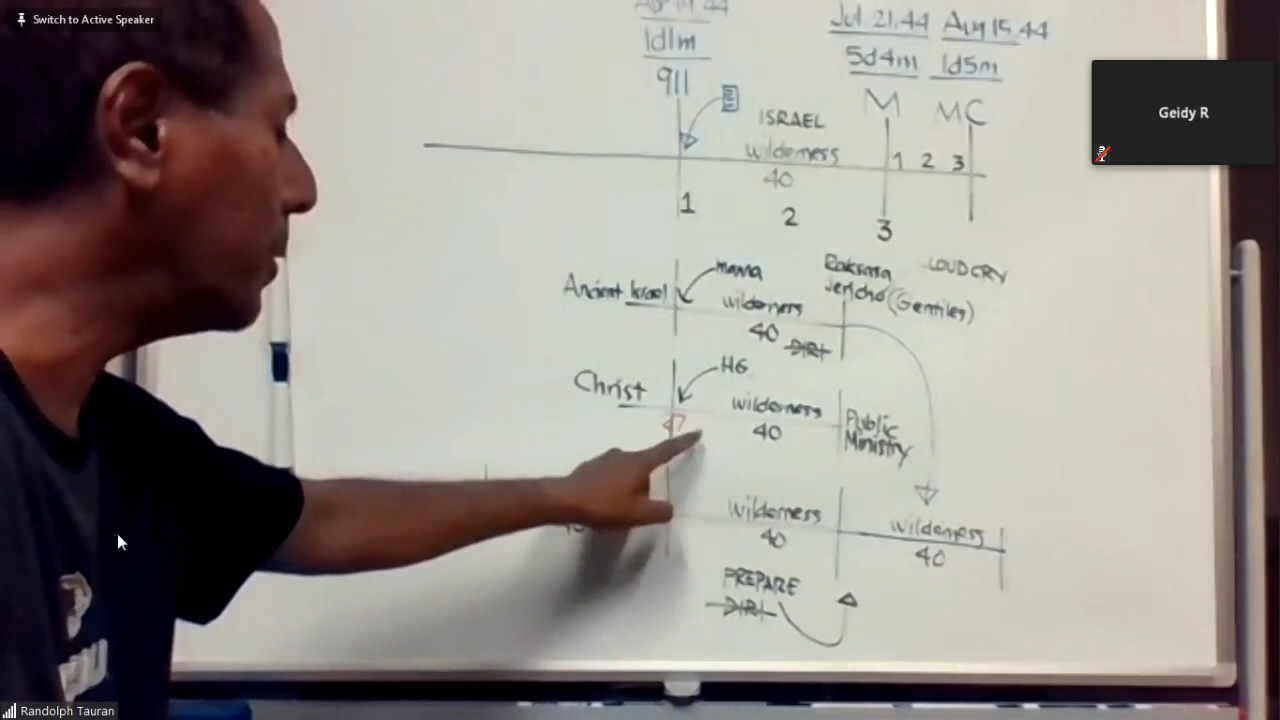 Switch to Active Speaker
Jul.21.44 Aug 15.44
1d1m
5d4m 1d5m
911
M MC
ISRAEL
wilderness
1 2 3
40
1 2 3
Ancient Israel
manna
wilderness
40
DIRT
Jericho (Gentiles)
LOUD CRY
Christ
HG
wilderness
40
Public
Ministry
wilderness
40
wilderness
40
PREPARE
DIRT
Geidy R
Randolph Tauran